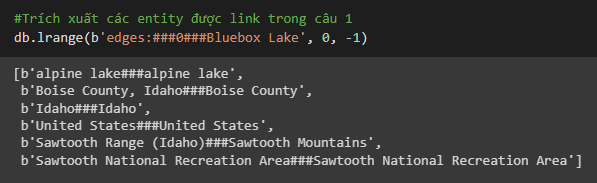 #Trích xuất các entity được link trong câu 1
db.lrange(b'edges:###0###Bluebox Lake', 0, -1)
[b'alpine lake###alpine lake',
b'Boise County, Idaho###Boise County',
b'Idaho###Idaho',
b'United States###United States',
b'Sawtooth Range (Idaho)###Sawtooth Mountains',
b'Sawtooth National Recreation Area###Sawtooth National Recreation Area']